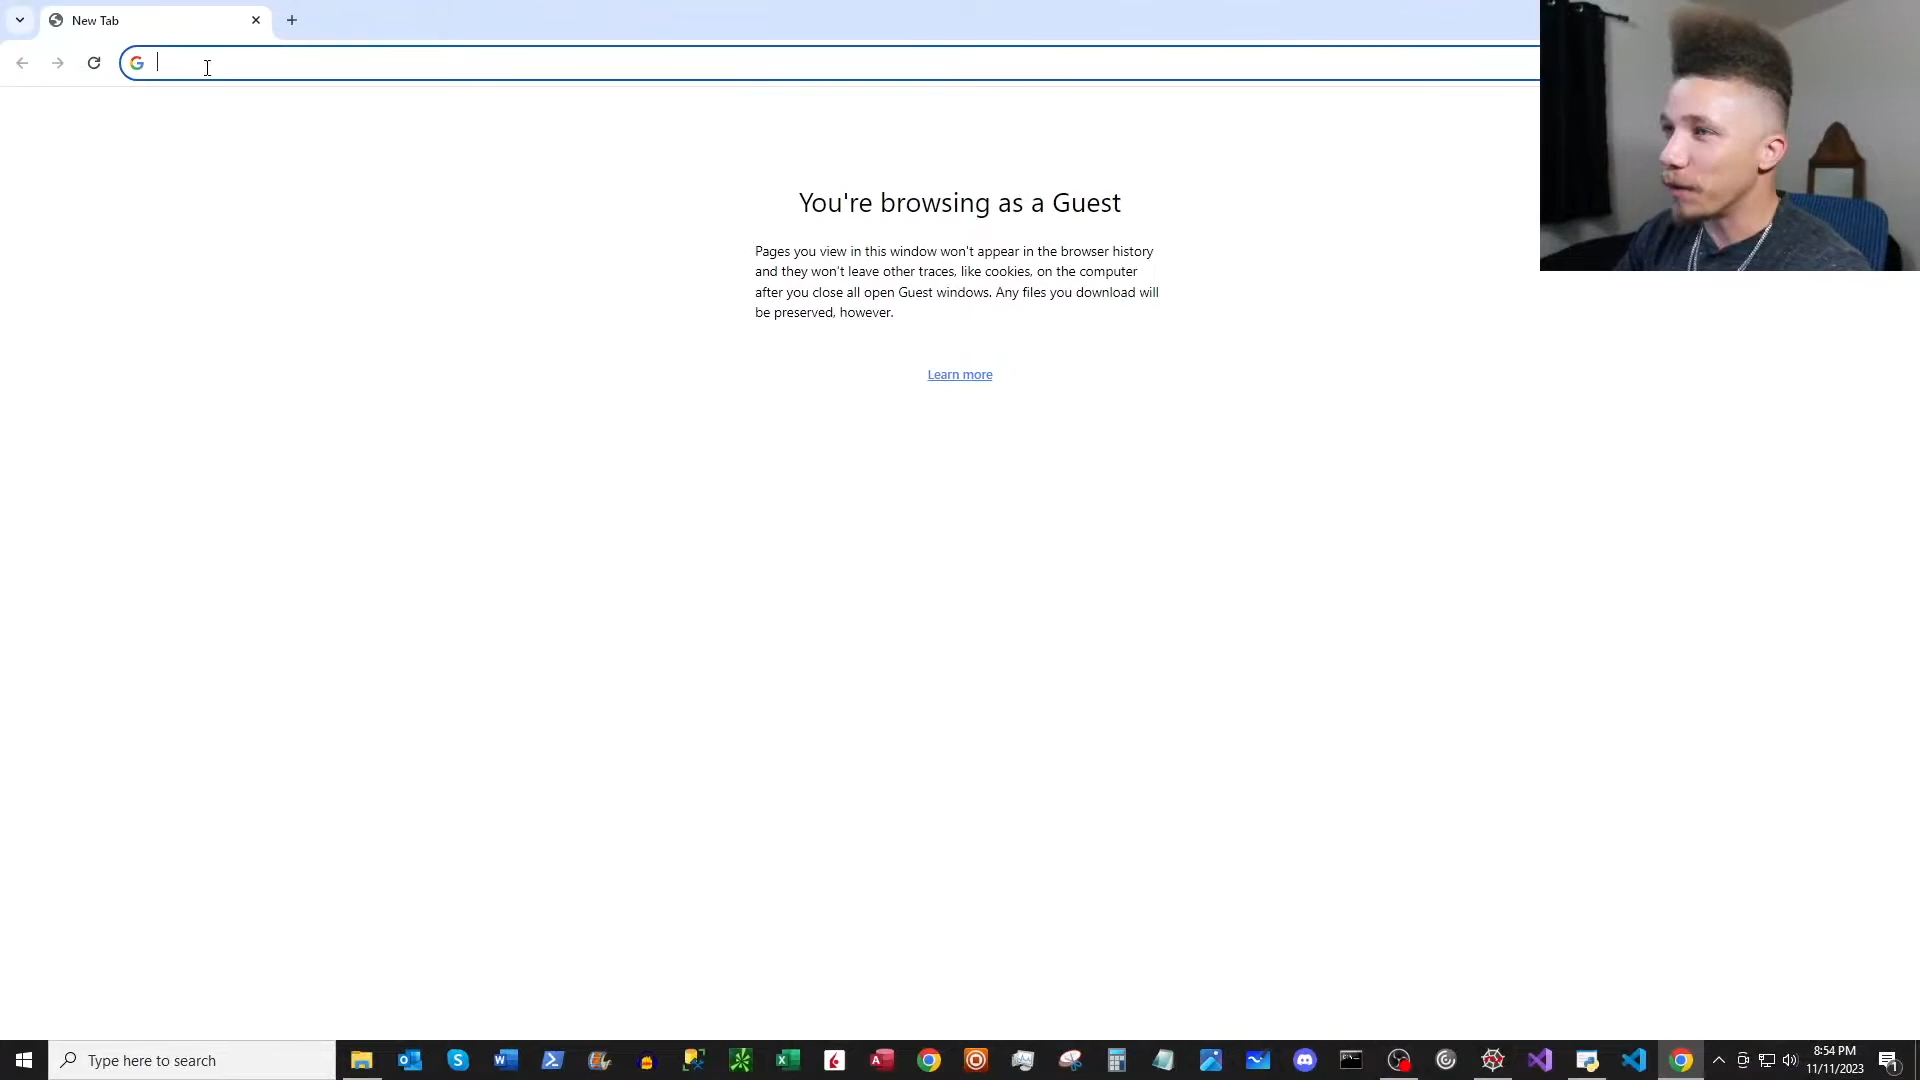 New Tab
You're browsing as a Guest
Pages you view in this window won't appear in the browser history
and they won't leave other traces, like cookies, on the computer
after you close all open Guest windows. Any files you download will
be preserved, however.
Learn more
Type here to search
8:54 PM
11/11/2023
1